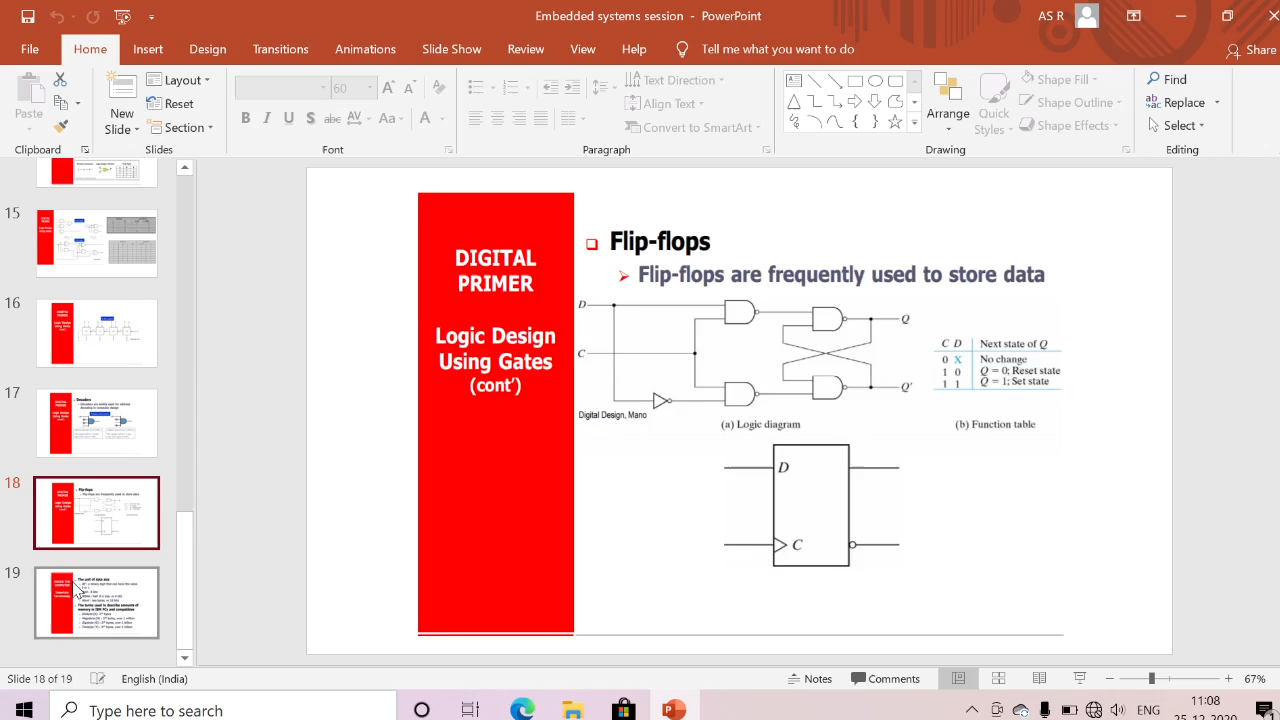 Embedded systems session - PowerPoint
AS R
File Home Insert Design Transitions Animations Slide Show Review View Help Tell me what you want to do Share
Paste
New Slide
Layout
Reset
Section
60
B I U S abc AV Aa A
Text Direction
Align Text
Convert to SmartArt
Arrange
Quick Styles
Shape Fill
Shape Outline
Shape Effects
Find
Replace
Select
Clipboard Slides Font Paragraph Drawing Editing
15
16
17
18
19
DIGITAL
PRIMER
Logic Design
Using Gates
(cont')
Flip-flops
Flip-flops are frequently used to store data
D
C
Q
Q'
Digital Design, Mano
(a) Logic diagram
C D Next state of Q
0 X No change
1 0 Q = 0; Reset state
1 1 Q = 1; Set state
(b) Function table
D
C
Slide 18 of 19 English (India) Notes Comments 67%
Type here to search
ENG 11:08